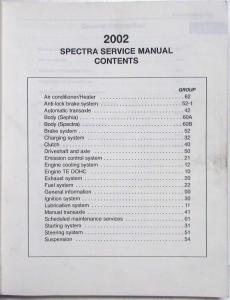 2002
SPECTRA SERVICE MANUAL
CONTENTS
GROUP
Air conditioner/Heater 62
Anti-lock brake system 52-1
Automatic transaxle 42
Body (Sephia) 60A
Body (Spectra) 60B
Brake system 52
Charging system 32
Clutch 40
Driveshaft and axle 50
Emission control system 21
Engine cooling system 12
Engine TE DOHC 10
Exhaust system 20
Fuel system 22
General information 00
Ignition system 30
Lubrication system 11
Manual transaxle 41
Scheduled maintenance services 01
Starting system 31
Steering system 51
Suspension 54